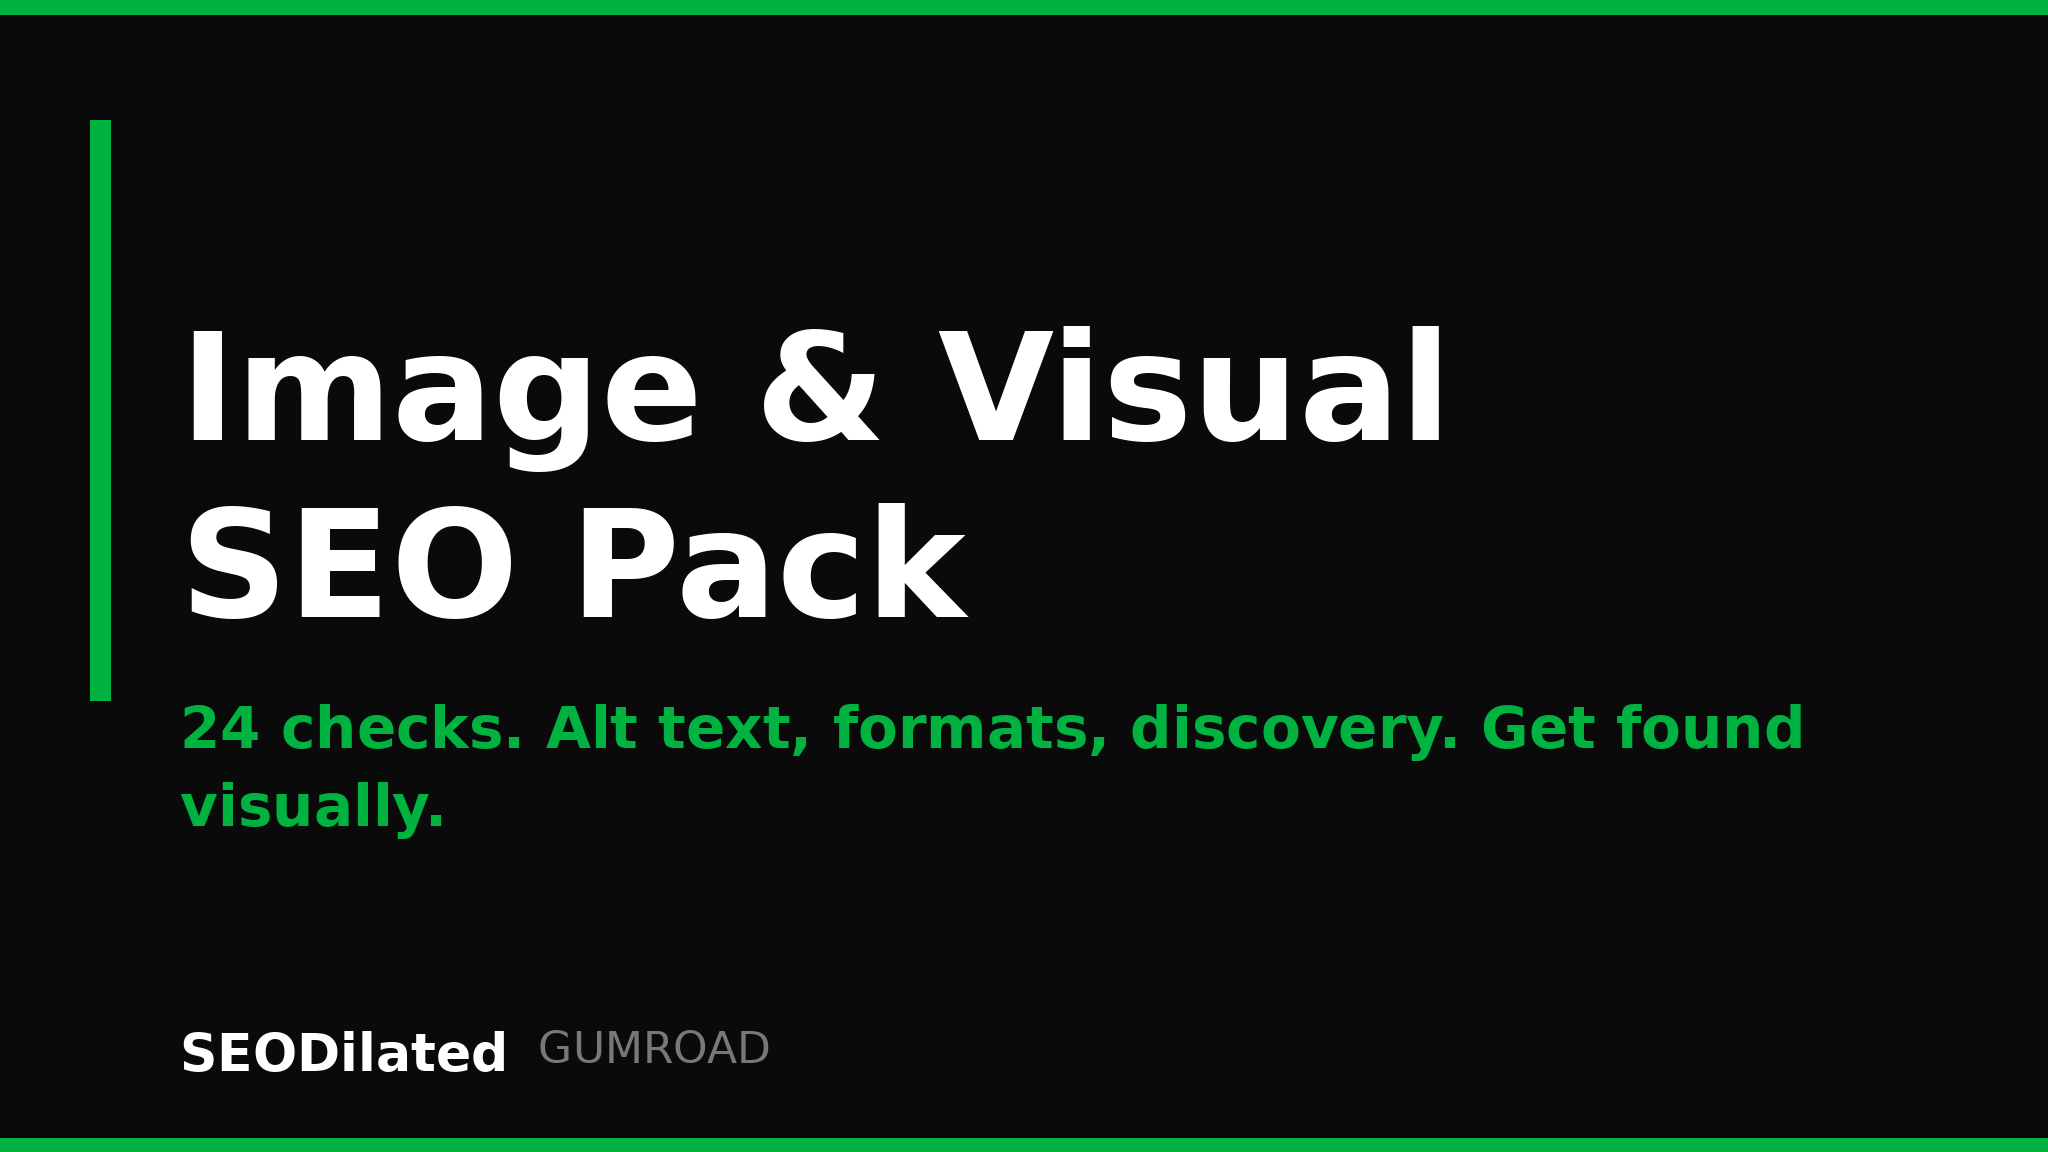 Image & Visual
SEO Pack
24 checks. Alt text, formats, discovery. Get found
visually.
SEODilated GUMROAD